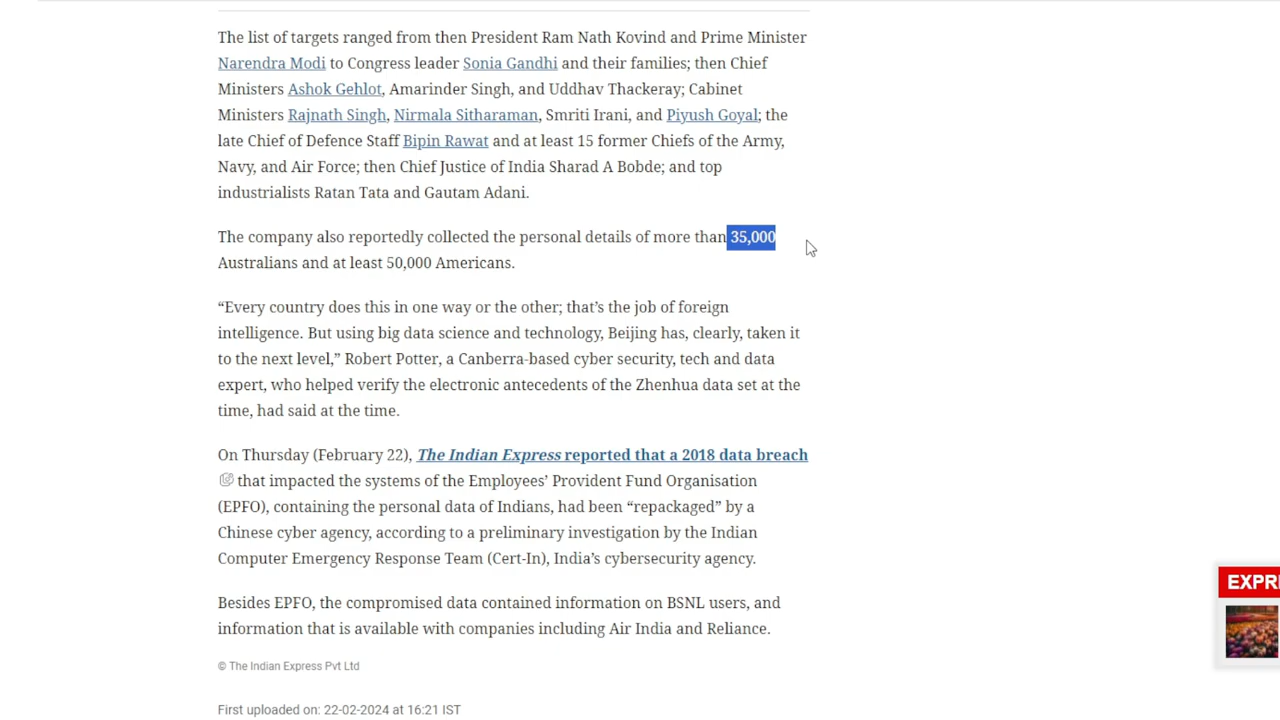 The list of targets ranged from then President Ram Nath Kovind and Prime Minister
Narendra Modi to Congress leader Sonia Gandhi and their families; then Chief
Ministers Ashok Gehlot, Amarinder Singh, and Uddhav Thackeray; Cabinet
Ministers Rajnath Singh, Nirmala Sitharaman, Smriti Irani, and Piyush Goyal; the
late Chief of Defence Staff Bipin Rawat and at least 15 former Chiefs of the Army,
Navy, and Air Force; then Chief Justice of India Sharad A Bobde; and top
industrialists Ratan Tata and Gautam Adani.
The company also reportedly collected the personal details of more than 35,000
Australians and at least 50,000 Americans.
“Every country does this in one way or the other; that’s the job of foreign
intelligence. But using big data science and technology, Beijing has, clearly, taken it
to the next level,” Robert Potter, a Canberra-based cyber security, tech and data
expert, who helped verify the electronic antecedents of the Zhenhua data set at the
time, had said at the time.
On Thursday (February 22), The Indian Express reported that a 2018 data breach
that impacted the systems of the Employees’ Provident Fund Organisation
(EPFO), containing the personal data of Indians, had been “repackaged” by a
Chinese cyber agency, according to a preliminary investigation by the Indian
Computer Emergency Response Team (Cert-In), India’s cybersecurity agency.
Besides EPFO, the compromised data contained information on BSNL users, and
information that is available with companies including Air India and Reliance.
© The Indian Express Pvt Ltd
First uploaded on: 22-02-2024 at 16:21 IST
EXPR